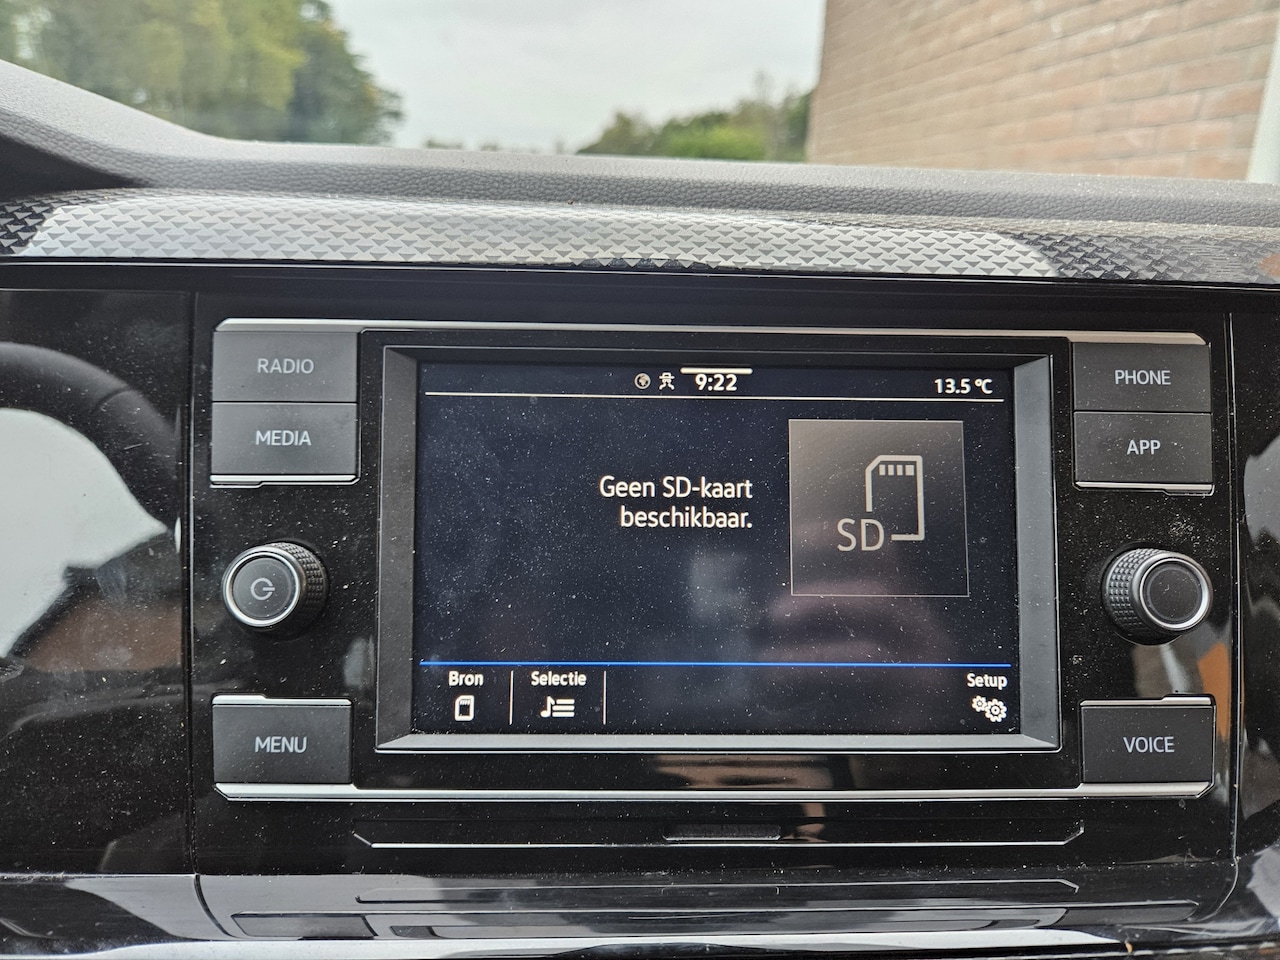 RADIO
MEDIA
MENU
9:22
13.5 °C
Geen SD-kaart
beschikbaar.
SD
Bron
Selectie
Setup
PHONE
APP
VOICE